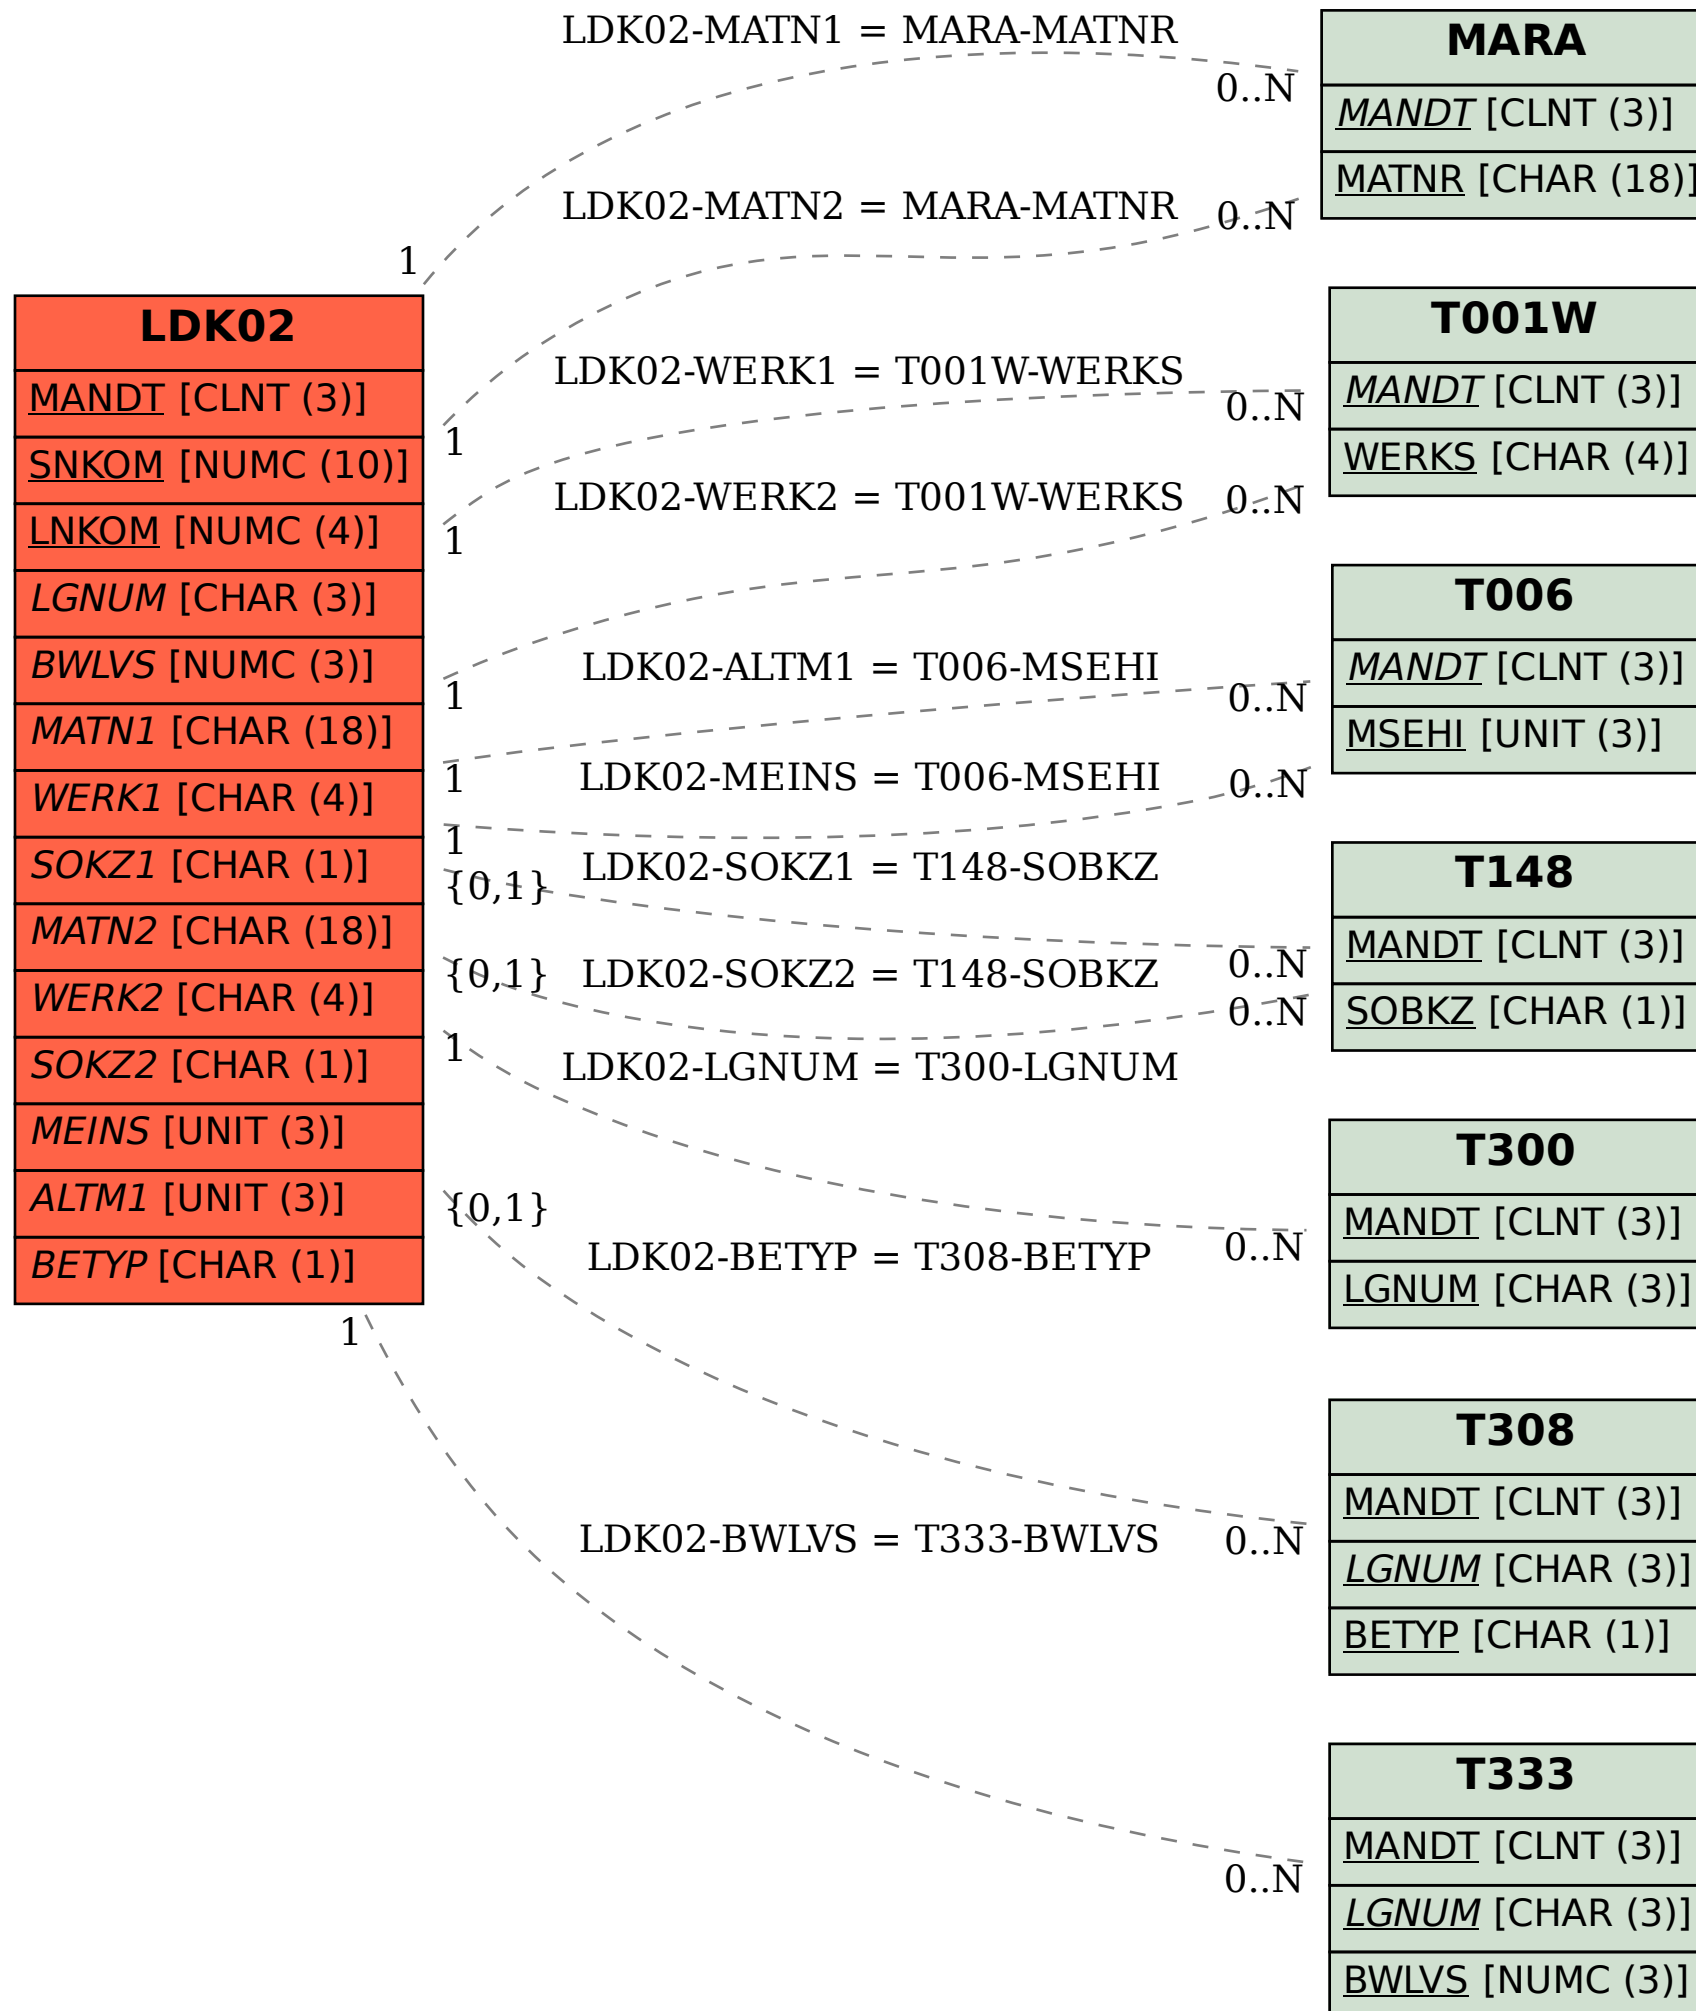 LDK02-MATN1 = MARA-MATNR
0..N
1
LDK02-MATN2 = MARA-MATNR
0..N
1
LDK02-WERK1 = T001W-WERKS
0..N
1
LDK02-WERK2 = T001W-WERKS
0..N
1
LDK02-ALTM1 = T006-MSEHI
0..N
1
LDK02-MEINS = T006-MSEHI
0..N
1
LDK02-SOKZ1 = T148-SOBKZ
{0,1}
0..N
LDK02-SOKZ2 = T148-SOBKZ
{0,1}
0..N
LDK02-LGNUM = T300-LGNUM
1
0..N
LDK02-BETYP = T308-BETYP
{0,1}
0..N
LDK02-BWLVS = T333-BWLVS
1
0..N
LDK02
MANDT [CLNT (3)]
SNKOM [NUMC (10)]
LNKOM [NUMC (4)]
LGNUM [CHAR (3)]
BWLVS [NUMC (3)]
MATN1 [CHAR (18)]
WERK1 [CHAR (4)]
SOKZ1 [CHAR (1)]
MATN2 [CHAR (18)]
WERK2 [CHAR (4)]
SOKZ2 [CHAR (1)]
MEINS [UNIT (3)]
ALTM1 [UNIT (3)]
BETYP [CHAR (1)]
MARA
MANDT [CLNT (3)]
MATNR [CHAR (18)]
T001W
MANDT [CLNT (3)]
WERKS [CHAR (4)]
T006
MANDT [CLNT (3)]
MSEHI [UNIT (3)]
T148
MANDT [CLNT (3)]
SOBKZ [CHAR (1)]
T300
MANDT [CLNT (3)]
LGNUM [CHAR (3)]
T308
MANDT [CLNT (3)]
LGNUM [CHAR (3)]
BETYP [CHAR (1)]
T333
MANDT [CLNT (3)]
LGNUM [CHAR (3)]
BWLVS [NUMC (3)]